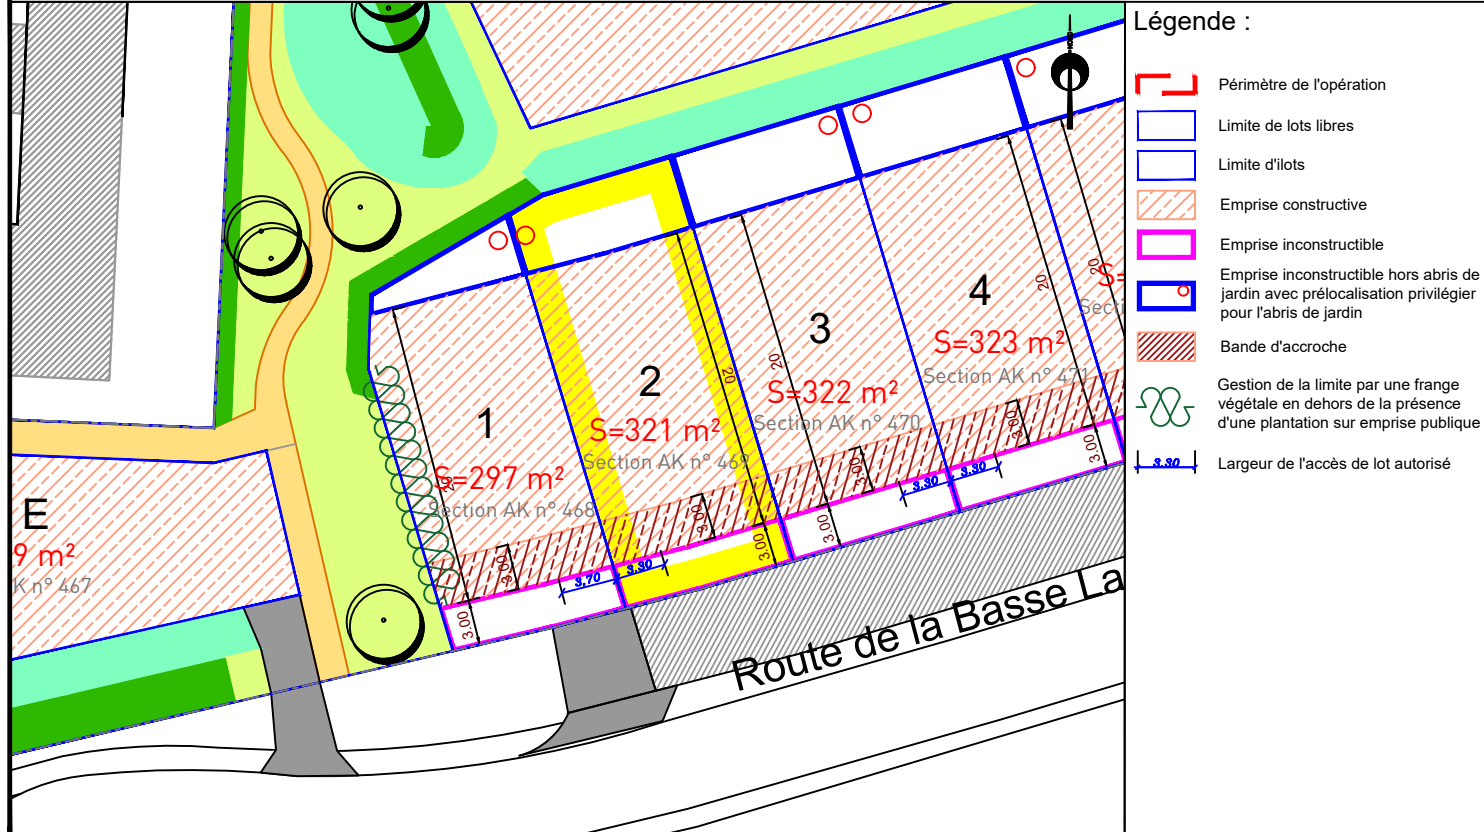 Légende :
Périmètre de l'opération
Limite de lots libres
Limite d'ilots
Emprise constructive
Emprise inconstructible
Emprise inconstructible hors abris de
jardin avec prélocalisation privilégier
pour l'abris de jardin
Bande d'accroche
Gestion de la limite par une frange
végétale en dehors de la présence
d'une plantation sur emprise publique
3.30
Largeur de l'accès de lot autorisé
NORD
4
S=323 m²
Section AK n° 471
20
20
S=
Secti
3
S=322 m²
Section AK n° 470
20
2
S=321 m²
Section AK n° 469
20
1
S=297 m²
Section AK n° 468
20
E
9 m²
K n° 467
3.00
3.00
3.00
3.00
3.00
3.00
3.00
3.00
3.70
3.30
3.30
3.30
Route de la Basse La